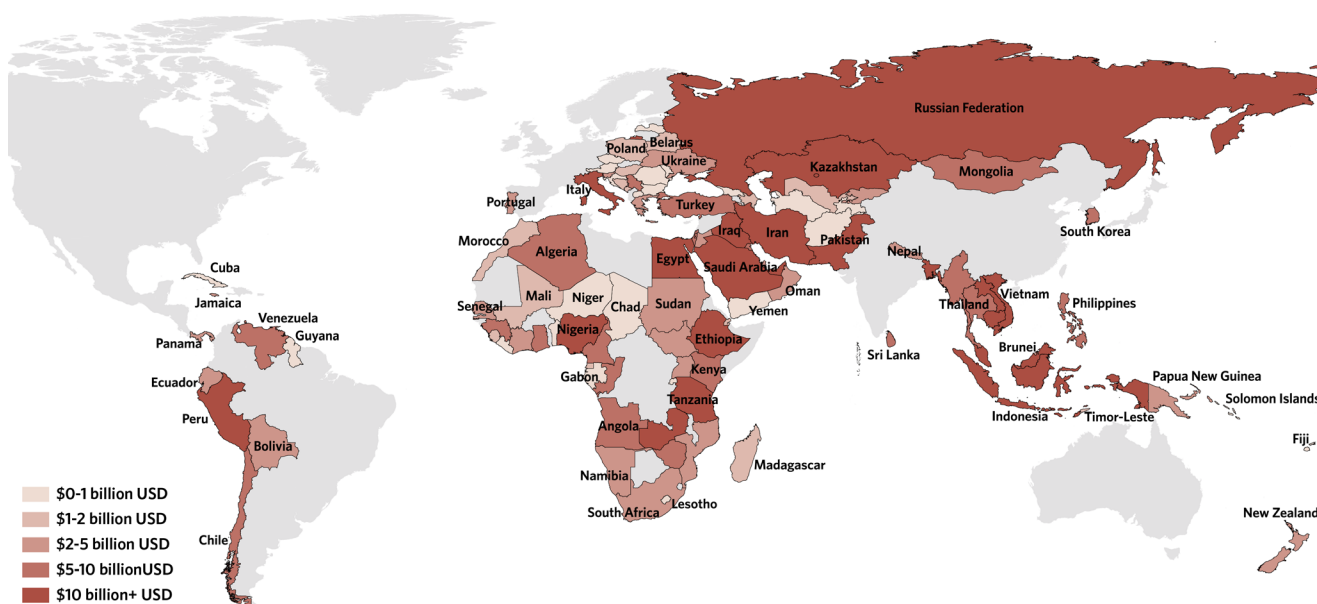 Russian Federation
Poland
Belarus
Ukraine
Kazakhstan
Mongolia
Italy
Portugal
Turkey
South Korea
Morocco
Algeria
Iraq
Iran
Pakistan
Nepal
Egypt
Saudi Arabia
Cuba
Oman
Jamaica
Mali
Niger
Chad
Sudan
Yemen
Thailand
Vietnam
Philippines
Senegal
Venezuela
Guyana
Panama
Nigeria
Ethiopia
Brunei
Sri Lanka
Ecuador
Gabon
Kenya
Papua New Guinea
Tanzania
Solomon Islands
Peru
Indonesia
Timor-Leste
Angola
Bolivia
Fiji
Madagascar
Namibia
$0-1 billion USD
South Africa
Lesotho
$1-2 billion USD
New Zealand
Chile
$2-5 billion USD
$5-10 billionUSD
$10 billion+ USD